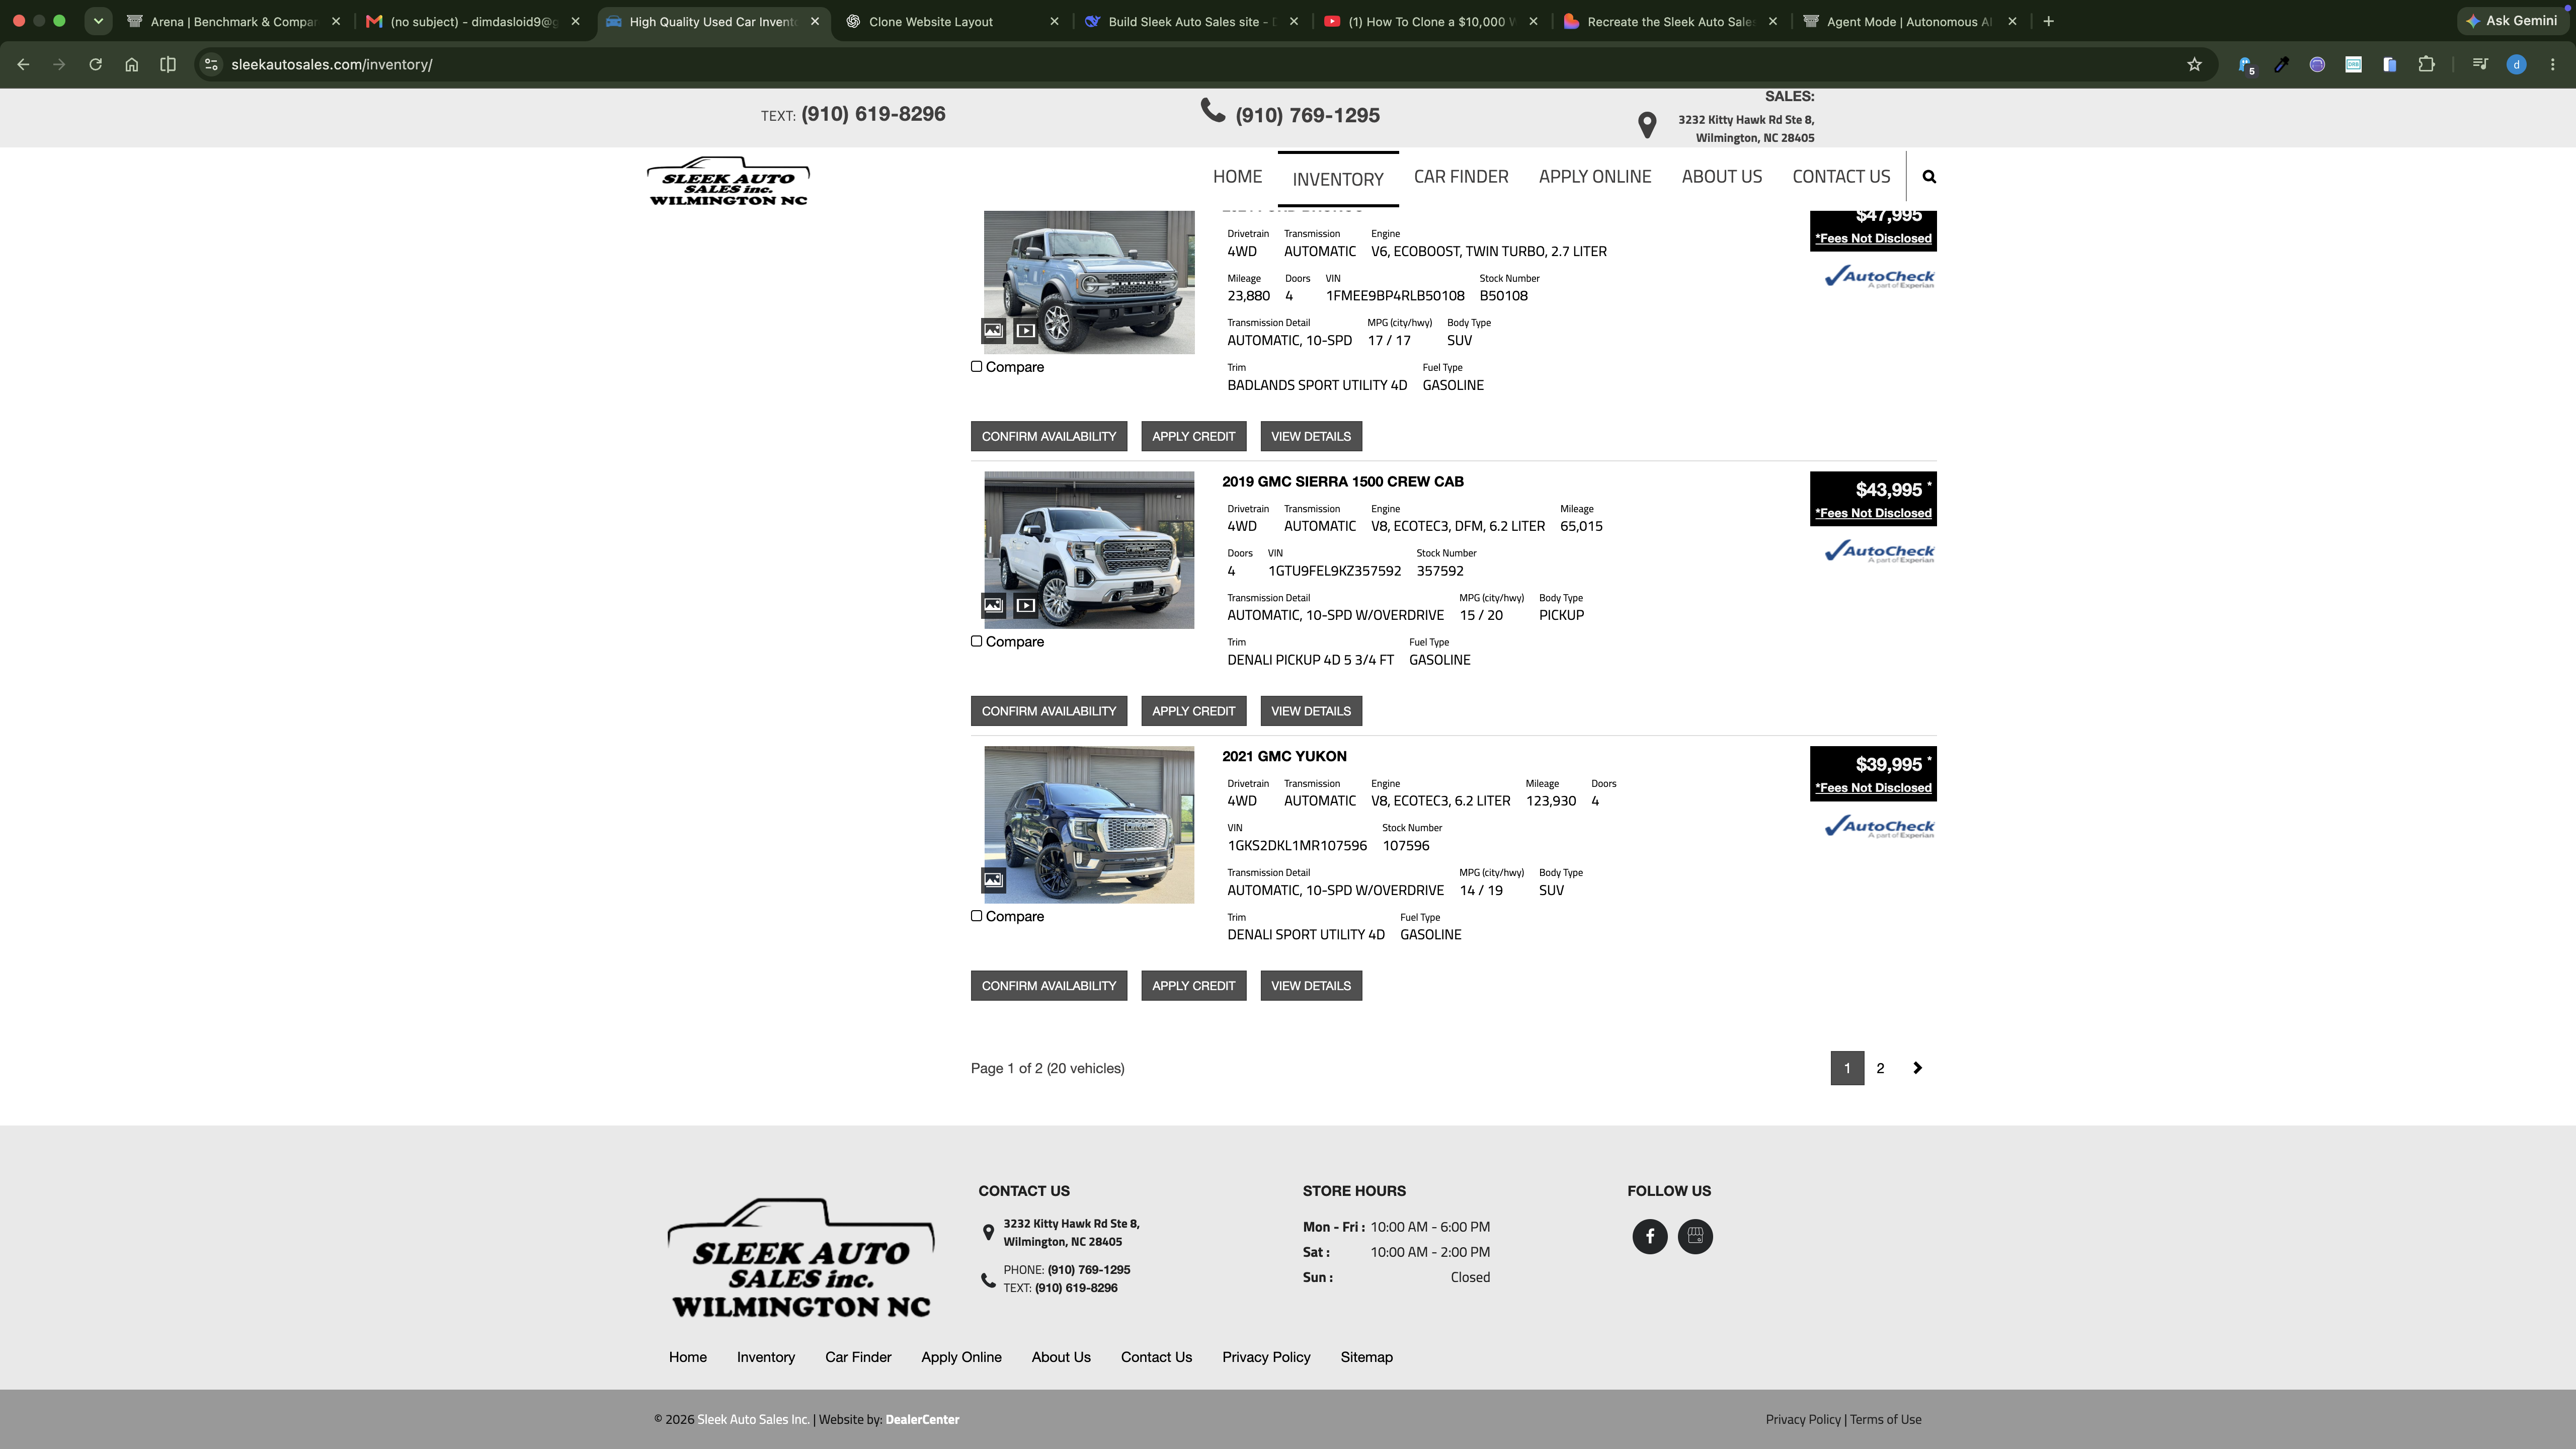 Arena | Benchmark & Compar
(no subject) - dimdasloid9@g
High Quality Used Car Invent
Clone Website Layout
Build Sleek Auto Sales site -
(1) How To Clone a $10,000 W
Recreate the Sleek Auto Sale
Agent Mode | Autonomous AI
Ask Gemini
sleekautosales.com/inventory/
5
d
TEXT: (910) 619-8296
(910) 769-1295
SALES:
3232 Kitty Hawk Rd Ste 8,
Wilmington, NC 28405
SLEEK AUTO
SALES inc.
WILMINGTON NC
HOME INVENTORY CAR FINDER APPLY ONLINE ABOUT US CONTACT US
$47,995
*Fees Not Disclosed
AutoCheck
A part of Experian
Drivetrain Transmission Engine
4WD AUTOMATIC V6, ECOBOOST, TWIN TURBO, 2.7 LITER
Mileage Doors VIN Stock Number
23,880 4 1FMEE9BP4RLB50108 B50108
Transmission Detail MPG (city/hwy) Body Type
AUTOMATIC, 10-SPD 17 / 17 SUV
Compare
Trim Fuel Type
BADLANDS SPORT UTILITY 4D GASOLINE
CONFIRM AVAILABILITY APPLY CREDIT VIEW DETAILS
2019 GMC SIERRA 1500 CREW CAB
$43,995 *
*Fees Not Disclosed
AutoCheck
A part of Experian
Drivetrain Transmission Engine Mileage
4WD AUTOMATIC V8, ECOTEC3, DFM, 6.2 LITER 65,015
Doors VIN Stock Number
4 1GTU9FEL9KZ357592 357592
Transmission Detail MPG (city/hwy) Body Type
AUTOMATIC, 10-SPD W/OVERDRIVE 15 / 20 PICKUP
Compare
Trim Fuel Type
DENALI PICKUP 4D 5 3/4 FT GASOLINE
CONFIRM AVAILABILITY APPLY CREDIT VIEW DETAILS
2021 GMC YUKON
$39,995 *
*Fees Not Disclosed
AutoCheck
A part of Experian
Drivetrain Transmission Engine Mileage Doors
4WD AUTOMATIC V8, ECOTEC3, 6.2 LITER 123,930 4
VIN Stock Number
1GKS2DKL1MR107596 107596
Transmission Detail MPG (city/hwy) Body Type
AUTOMATIC, 10-SPD W/OVERDRIVE 14 / 19 SUV
Compare
Trim Fuel Type
DENALI SPORT UTILITY 4D GASOLINE
CONFIRM AVAILABILITY APPLY CREDIT VIEW DETAILS
Page 1 of 2 (20 vehicles)
1 2
SLEEK AUTO
SALES inc.
WILMINGTON NC
CONTACT US
3232 Kitty Hawk Rd Ste 8,
Wilmington, NC 28405
PHONE: (910) 769-1295
TEXT: (910) 619-8296
STORE HOURS
Mon - Fri : 10:00 AM - 6:00 PM
Sat : 10:00 AM - 2:00 PM
Sun : Closed
FOLLOW US
Home Inventory Car Finder Apply Online About Us Contact Us Privacy Policy Sitemap
© 2026 Sleek Auto Sales Inc. | Website by: DealerCenter
Privacy Policy | Terms of Use